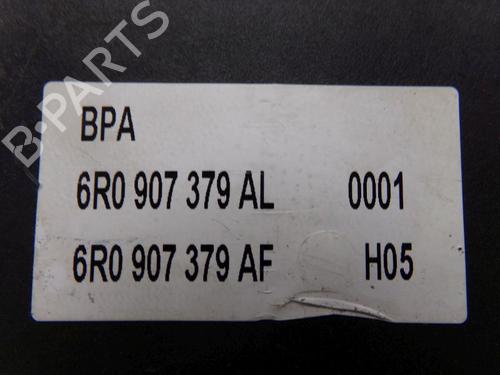 B-PARTS
BPA
6R0 907 379 AL 0001
6R0 907 379 AF H05